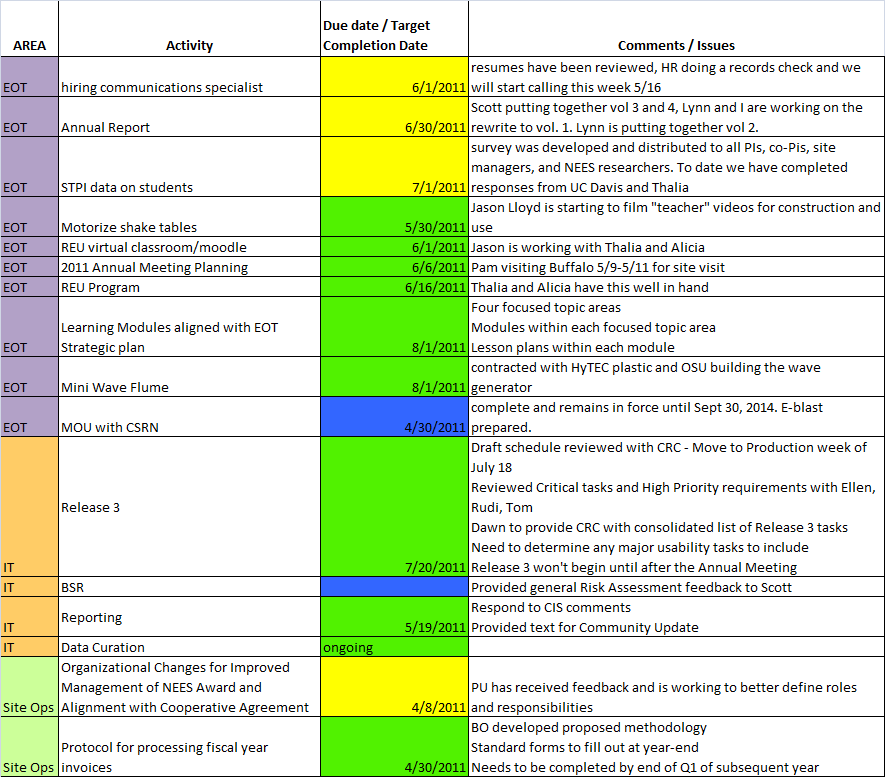 AREA Activity Due date / Target Completion Date Comments / Issues
EOT hiring communications specialist 6/1/2011 resumes have been reviewed, HR doing a records check and we
will start calling this week 5/16
EOT Annual Report 6/30/2011 Scott putting together vol 3 and 4, Lynn and I are working on the
rewrite to vol. 1. Lynn is putting together vol 2.
EOT STPI data on students 7/1/2011 survey was developed and distributed to all PIs, co-Pis, site
managers, and NEES researchers. To date we have completed
responses from UC Davis and Thalia
EOT Motorize shake tables 5/30/2011 Jason Lloyd is starting to film "teacher" videos for construction and
use
EOT REU virtual classroom/moodle 6/1/2011 Jason is working with Thalia and Alicia
EOT 2011 Annual Meeting Planning 6/6/2011 Pam visiting Buffalo 5/9-5/11 for site visit
EOT REU Program 6/16/2011 Thalia and Alicia have this well in hand
EOT Learning Modules aligned with EOT
Strategic plan 8/1/2011 Four focused topic areas
Modules within each focused topic area
Lesson plans within each module
EOT Mini Wave Flume 8/1/2011 contracted with HyTEC plastic and OSU building the wave
generator
EOT MOU with CSRN 4/30/2011 complete and remains in force until Sept 30, 2014. E-blast
prepared.
IT Release 3 7/20/2011 Draft schedule reviewed with CRC - Move to Production week of
July 18
Reviewed Critical tasks and High Priority requirements with Ellen,
Rudi, Tom
Dawn to provide CRC with consolidated list of Release 3 tasks
Need to determine any major usability tasks to include
Release 3 won't begin until after the Annual Meeting
IT BSR Provided general Risk Assessment feedback to Scott
IT Reporting 5/19/2011 Respond to CIS comments
Provided text for Community Update
IT Data Curation ongoing
Site Ops Organizational Changes for Improved
Management of NEES Award and
Alignment with Cooperative Agreement 4/8/2011 PU has received feedback and is working to better define roles
and responsibilities
Site Ops Protocol for processing fiscal year
invoices 4/30/2011 BO developed proposed methodology
Standard forms to fill out at year-end
Needs to be completed by end of Q1 of subsequent year